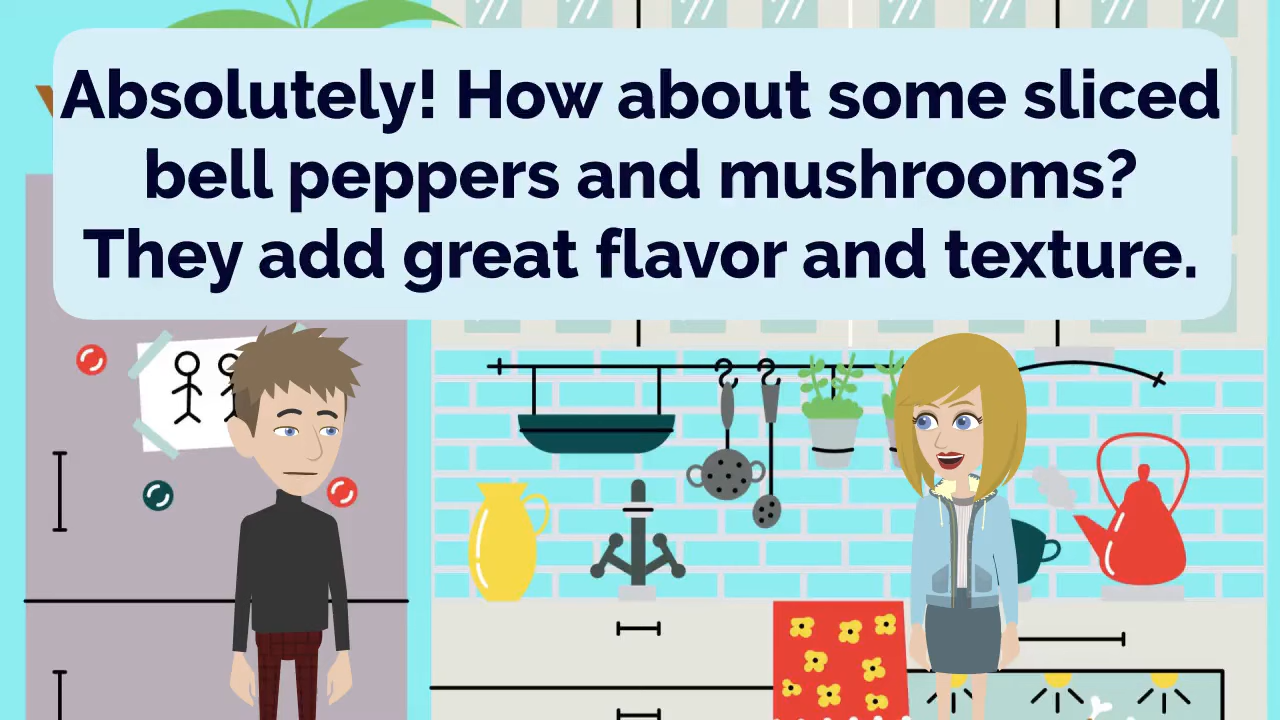 Absolutely! How about some sliced
bell peppers and mushrooms?
They add great flavor and texture.